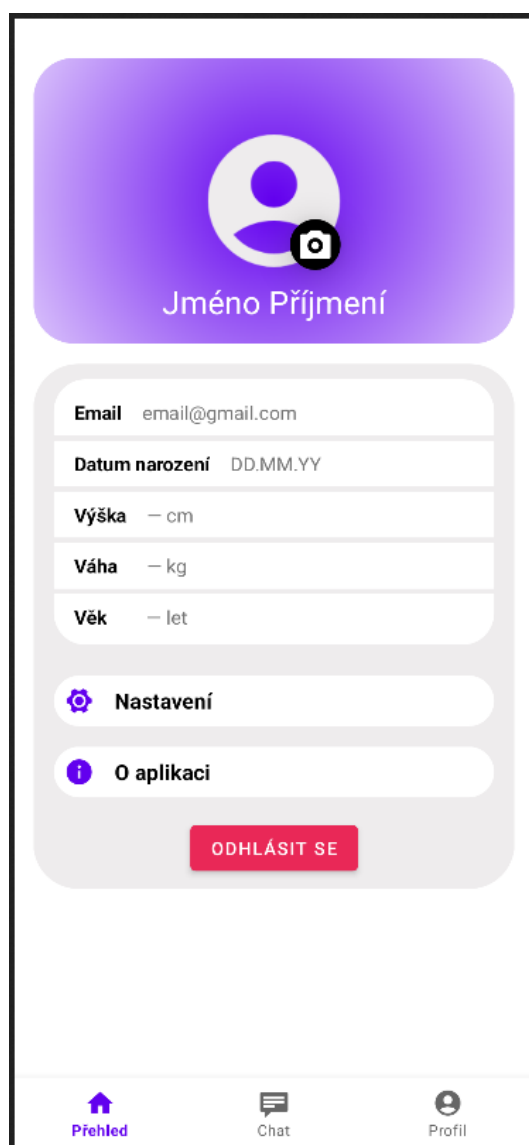 Jméno Příjmení
Email email@gmail.com
Datum narození DD.MM.YY
Výška — cm
Váha — kg
Věk — let
Nastavení
O aplikaci
ODHLÁSIT SE
Přehled Chat Profil